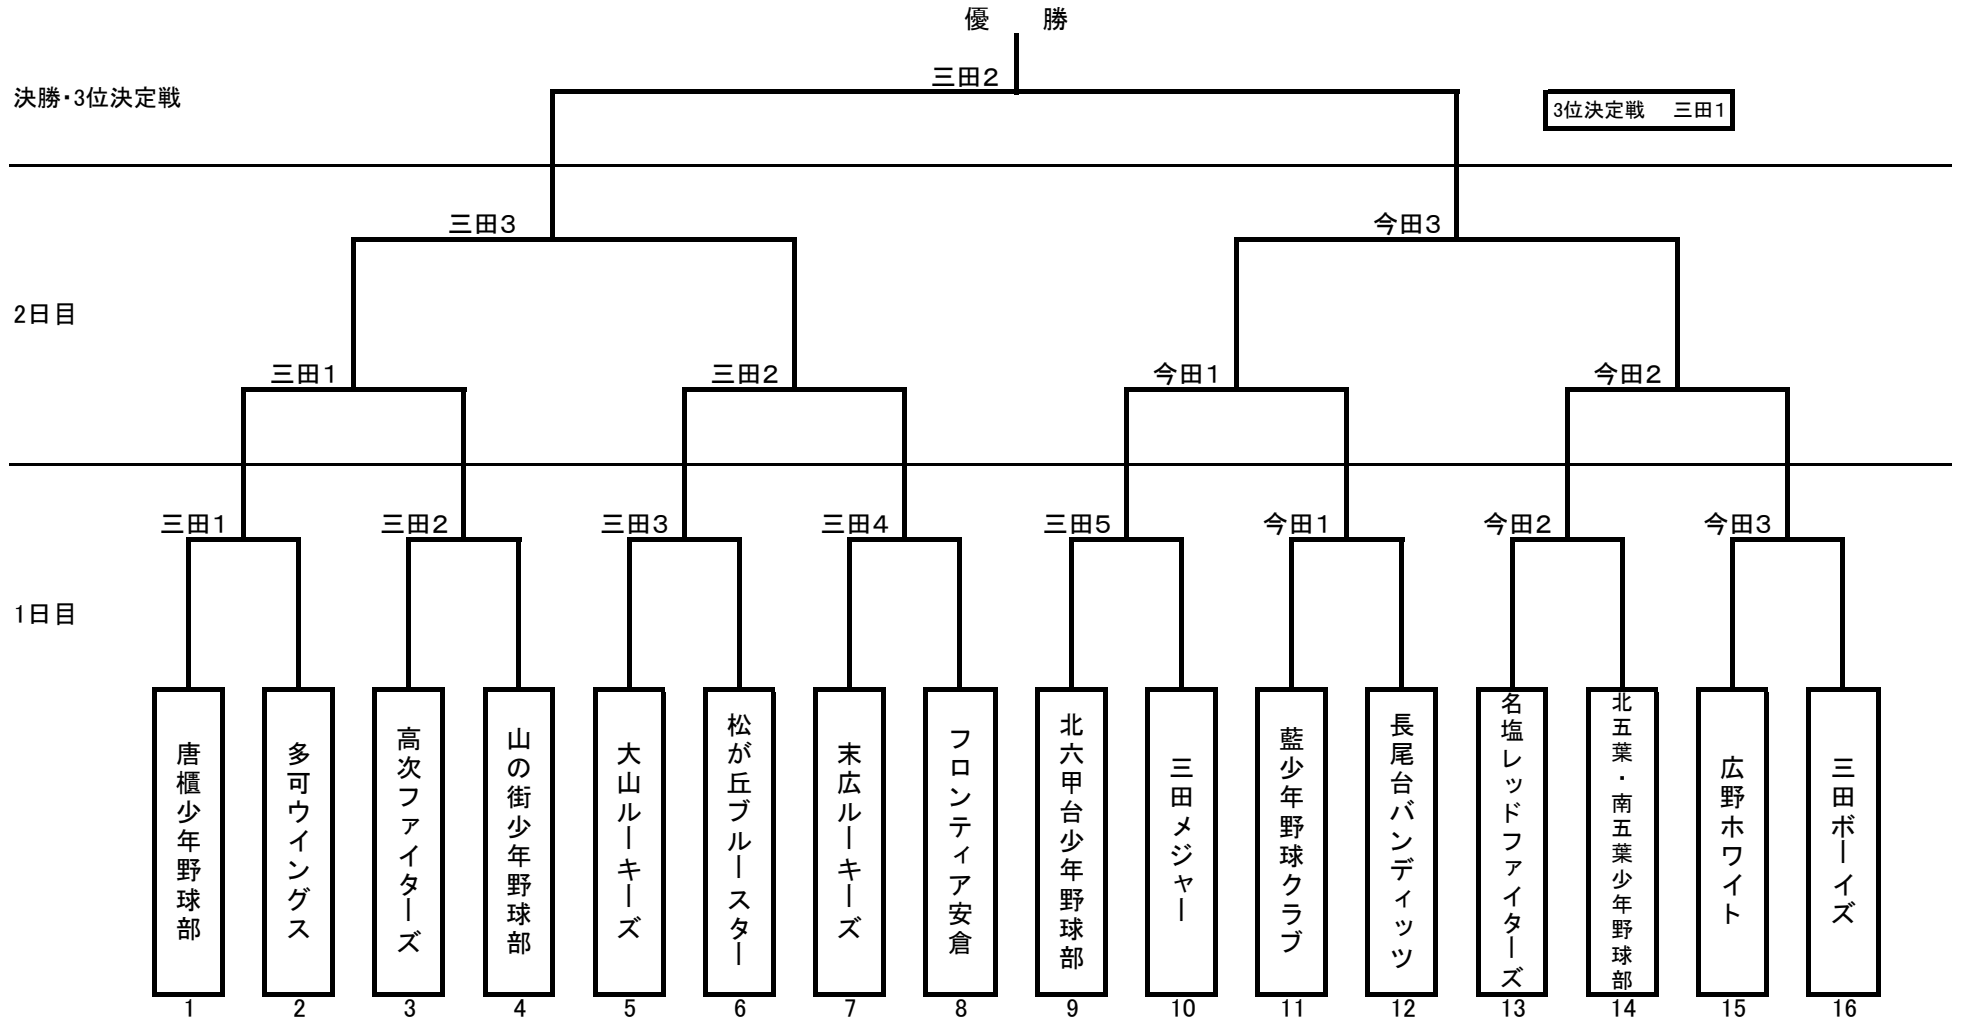 優　勝
三田２
決勝・3位決定戦
3位決定戦　三田１
三田３
今田３
2日目
三田１
三田２
今田１
今田２
三田１
三田２
三田３
三田４
三田５
今田１
今田２
今田３
1日目
唐櫃少年野球部
多可ウイングス
高次ファイターズ
山の街少年野球部
大山ルーキーズ
松が丘ブルースター
末広ルーキーズ
フロンティア安倉
北六甲台少年野球部
三田メジャー
藍少年野球クラブ
長尾台バンディッツ
名塩レッドファイターズ
北五葉・南五葉少年野球部
広野ホワイト
三田ボーイズ
1
2
3
4
5
6
7
8
9
10
11
12
13
14
15
16